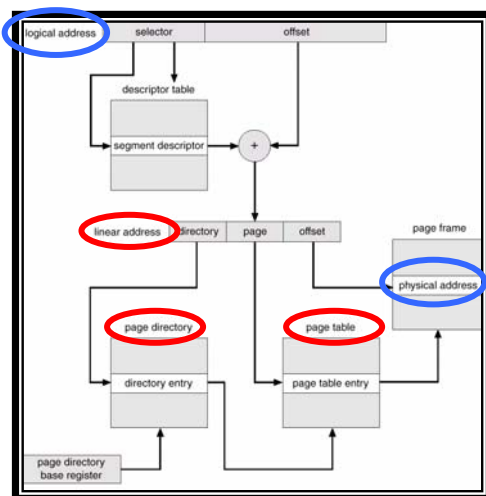 logical address selector offset
descriptor table
segment descriptor +
linear address directory page offset
page frame
physical address
page directory page table
directory entry page table entry
page directory
base register